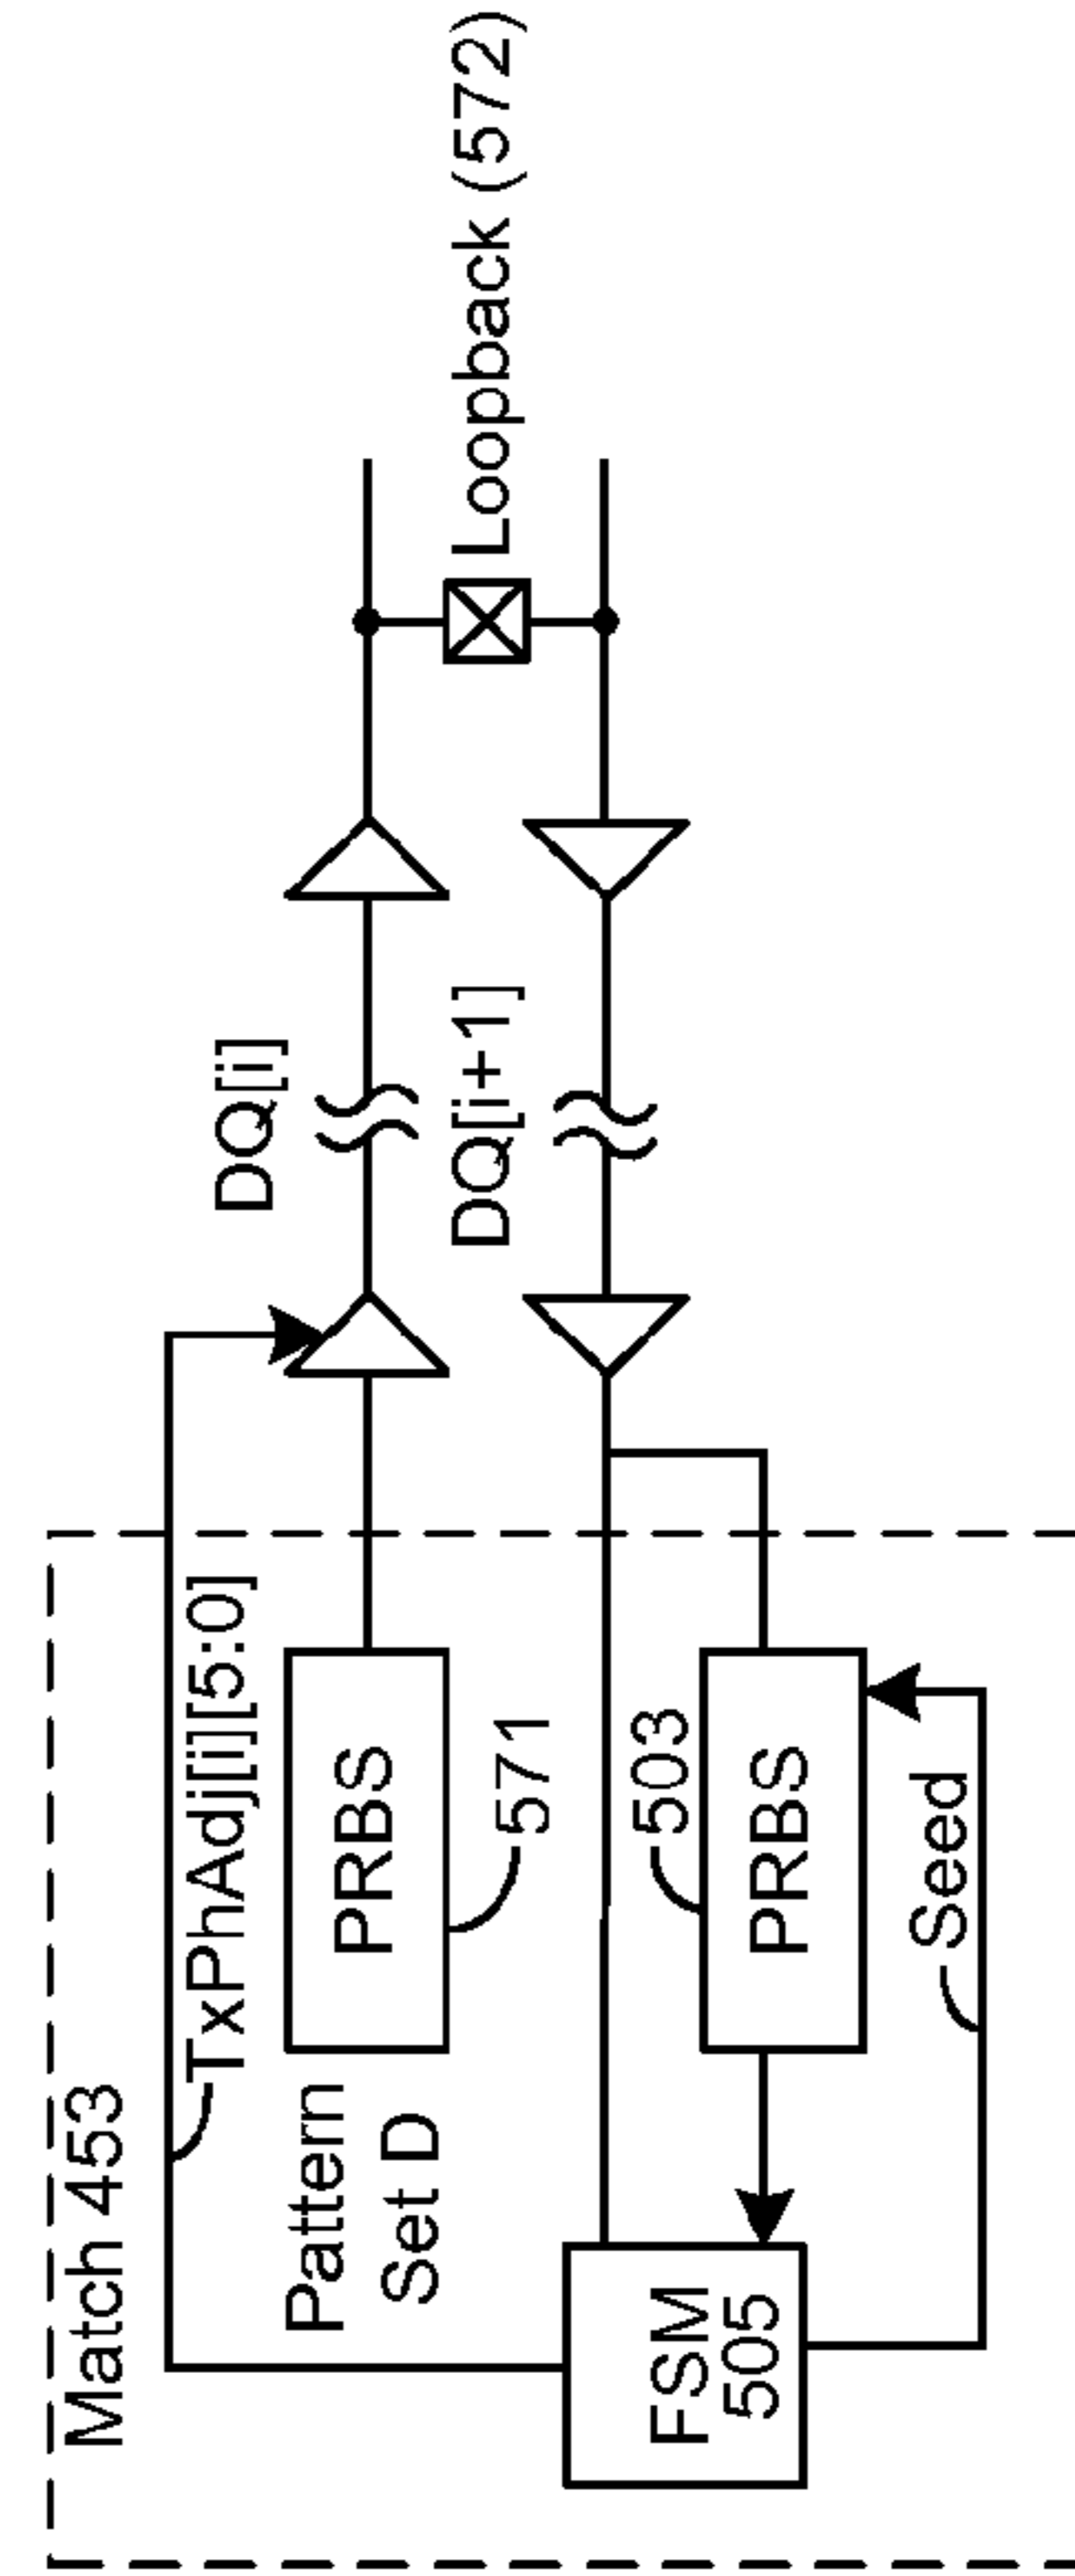 Match 453
TxPhAdj[i][5:0]
DQ[i]
Pattern
Set D
PRBS
571
DQ[i+1]
Loopback (572)
FSM
505
503
PRBS
Seed